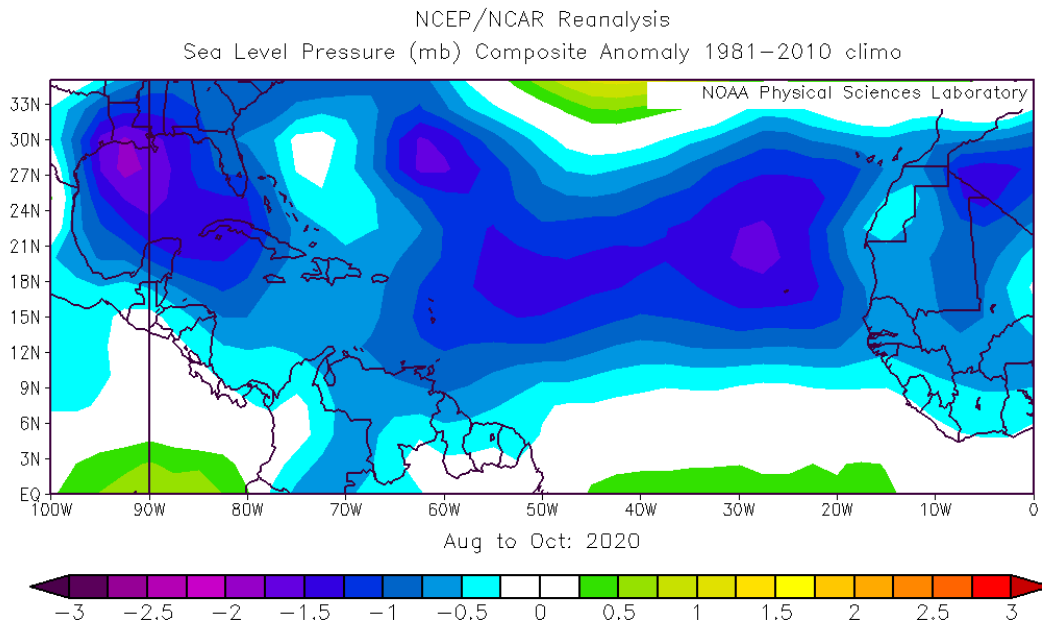 NCEP/NCAR Reanalysis
Sea Level Pressure (mb) Composite Anomaly 1981-2010 climo
NOAA Physical Sciences Laboratory
33N
30N
27N
24N
21N
18N
15N
12N
9N
6N
3N
EQ
100W 90W 80W 70W 60W 50W 40W 30W 20W 10W 0
Aug to Oct: 2020
-3 -2.5 -2 -1.5 -1 -0.5 0 0.5 1 1.5 2 2.5 3